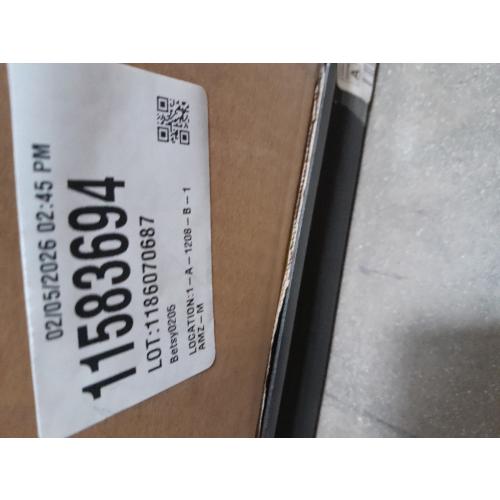 02/05/2026 02:45 PM
11583694
LOT:1186070687
Betsy0205
LOCATION:1-A-1208-B-1
AMZ-M